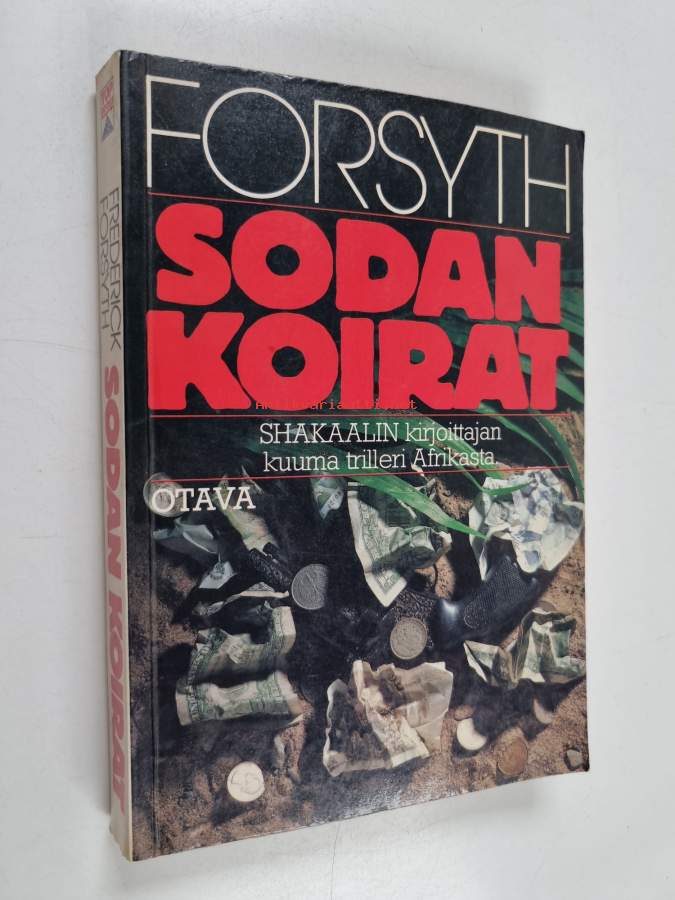 FORSYTH
SODAN
KOIRAT
SHAKAALIN kirjoittajan
kuuma trilleri Afrikasta.
OTAVA
FREDERICK
FORSYTH
SODAN KOIRAT